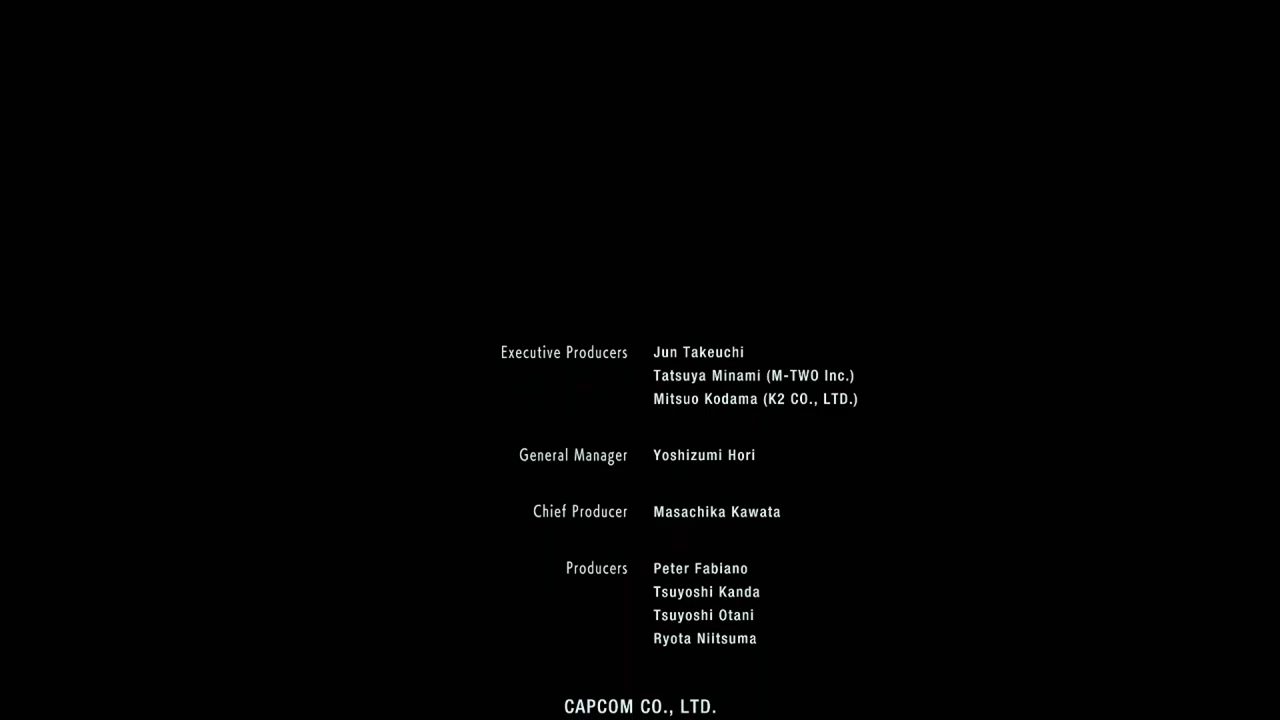 Executive Producers Jun Takeuchi
Tatsuya Minami (M-TWO Inc.)
Mitsuo Kodama (K2 CO., LTD.)
General Manager Yoshizumi Hori
Chief Producer Masachika Kawata
Producers Peter Fabiano
Tsuyoshi Kanda
Tsuyoshi Otani
Ryota Niitsuma
CAPCOM CO., LTD.